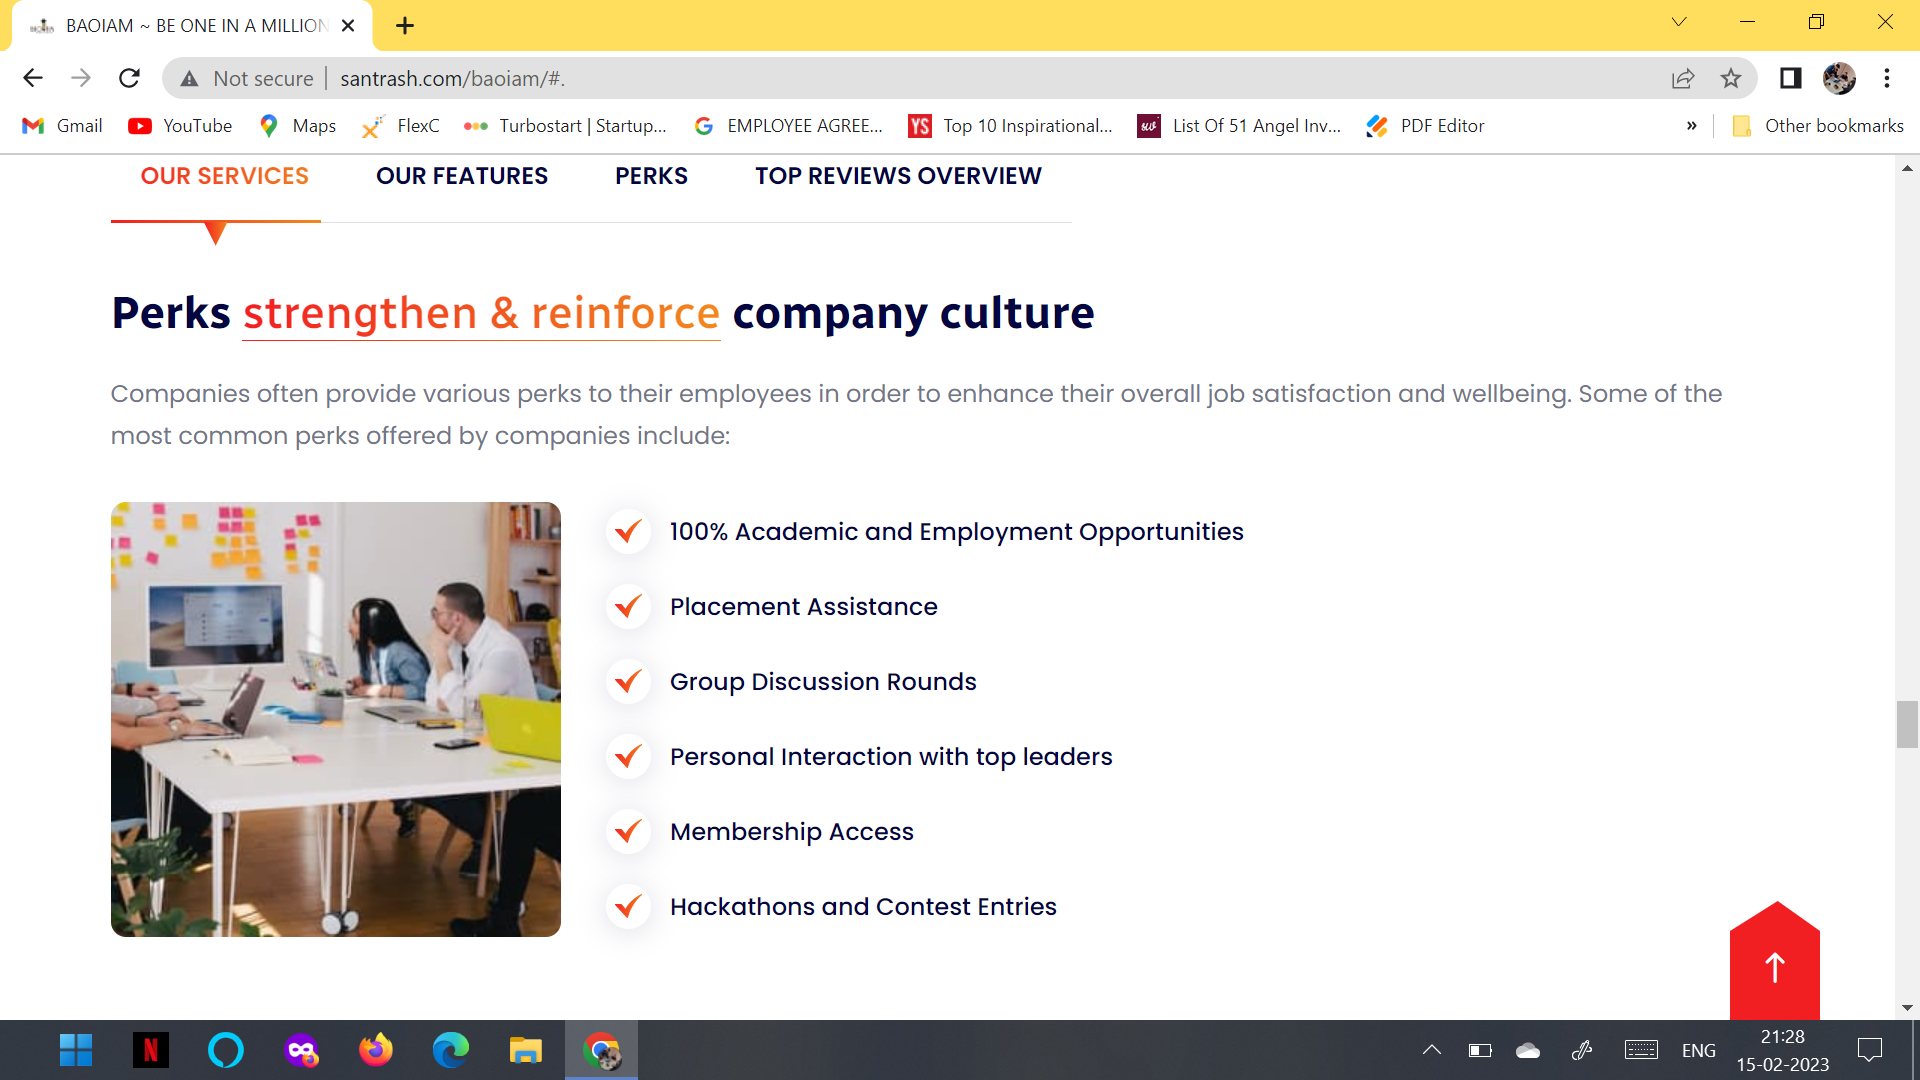 BAOIAM ~ BE ONE IN A MILLION
Not secure santrash.com/baoiam/#.
Gmail YouTube Maps FlexC Turbostart | Startup... EMPLOYEE AGREE... YS Top 10 Inspirational... List Of 51 Angel Inv... PDF Editor » Other bookmarks
OUR SERVICES OUR FEATURES PERKS TOP REVIEWS OVERVIEW
Perks strengthen & reinforce company culture
Companies often provide various perks to their employees in order to enhance their overall job satisfaction and wellbeing. Some of the
most common perks offered by companies include:
100% Academic and Employment Opportunities
Placement Assistance
Group Discussion Rounds
Personal Interaction with top leaders
Membership Access
Hackathons and Contest Entries
N
ENG
21:28
15-02-2023